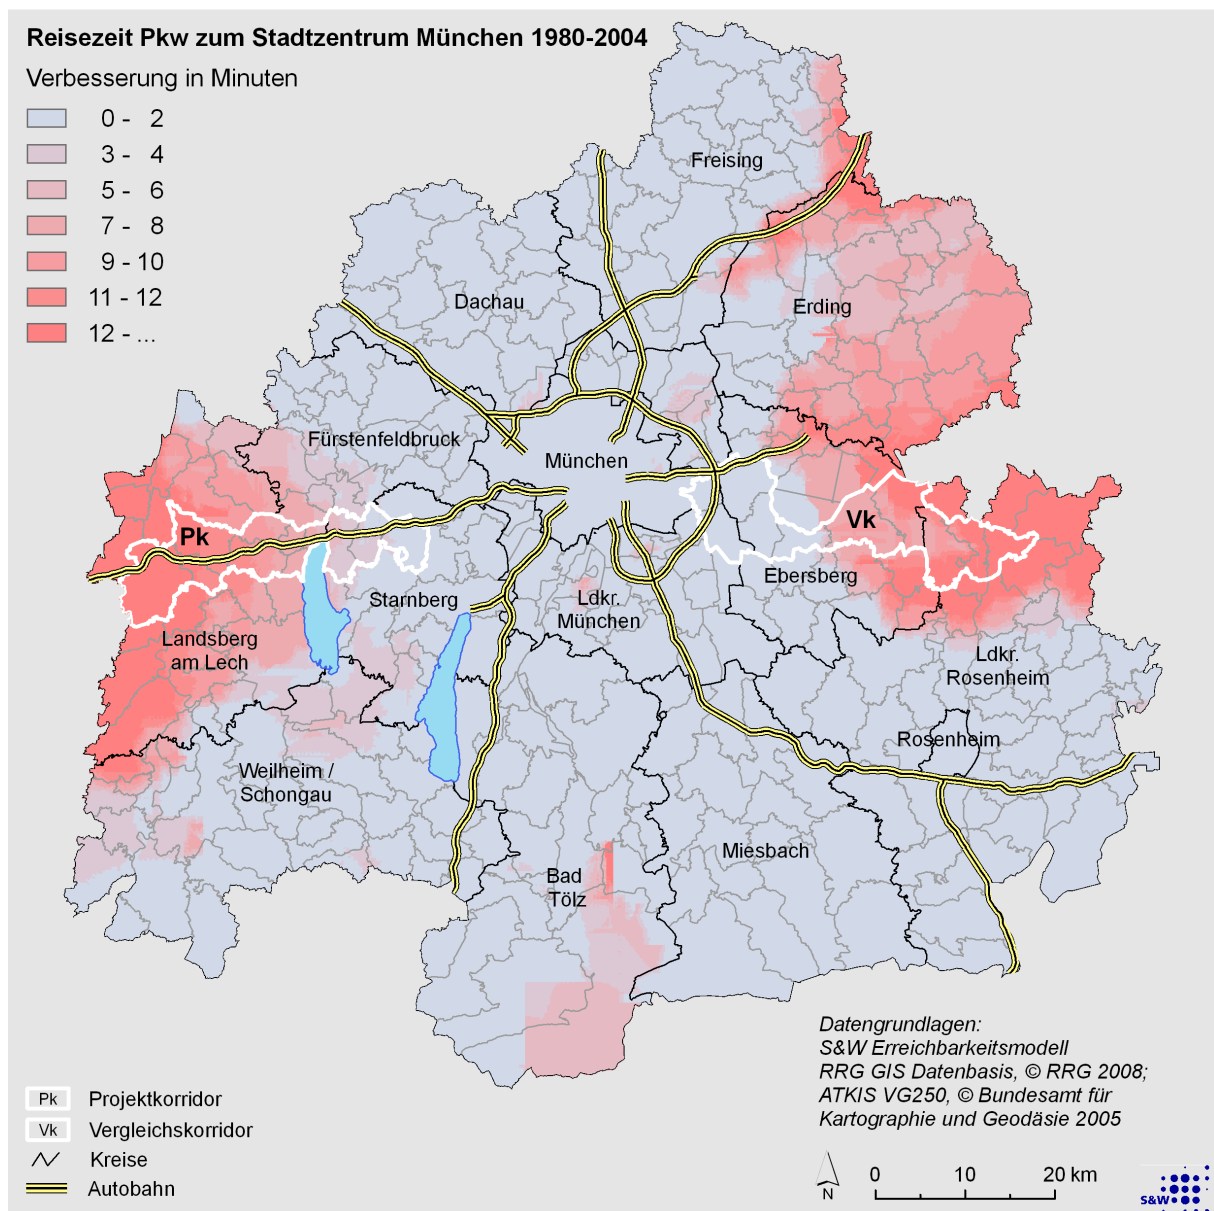 Reisezeit Pkw zum Stadtzentrum München 1980-2004
Verbesserung in Minuten
0 - 2
3 - 4
5 - 6
7 - 8
9 - 10
11 - 12
12 - ...
Freising
Dachau
Erding
Fürstenfeldbruck
München
Pk
Vk
Ebersberg
Starnberg
Ldkr.
München
Landsberg
am Lech
Ldkr.
Rosenheim
Rosenheim
Weilheim /
Schongau
Miesbach
Bad
Tölz
Datengrundlagen:
S&W Erreichbarkeitsmodell
RRG GIS Datenbasis, © RRG 2008;
ATKIS VG250, © Bundesamt für
Kartographie und Geodäsie 2005
Pk Projektkorridor
Vk Vergleichskorridor
Kreise
Autobahn
N
0 10 20 km
S&W